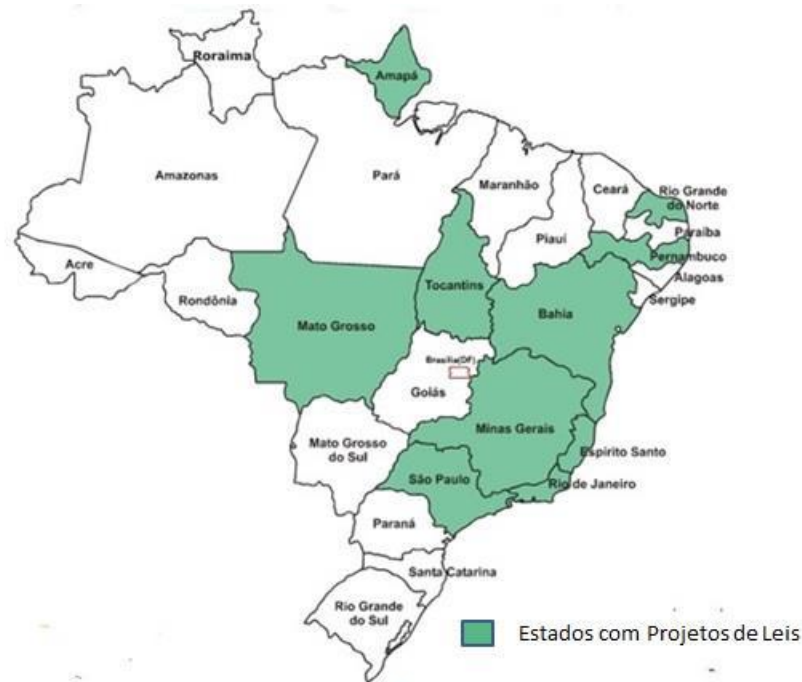 Roraima
Amapá
Amazonas
Pará
Maranhão
Ceará
Rio Grande
do Norte
Paraíba
Piauí
Pernambuco
Acre
Alagoas
Rondônia
Tocantins
Sergipe
Mato Grosso
Bahia
Brasília(DF)
Goiás
Minas Gerais
Mato Grosso
do Sul
Espirito Santo
São Paulo
Rio de Janeiro
Paraná
Santa Catarina
Rio Grande
do Sul
Estados com Projetos de Leis